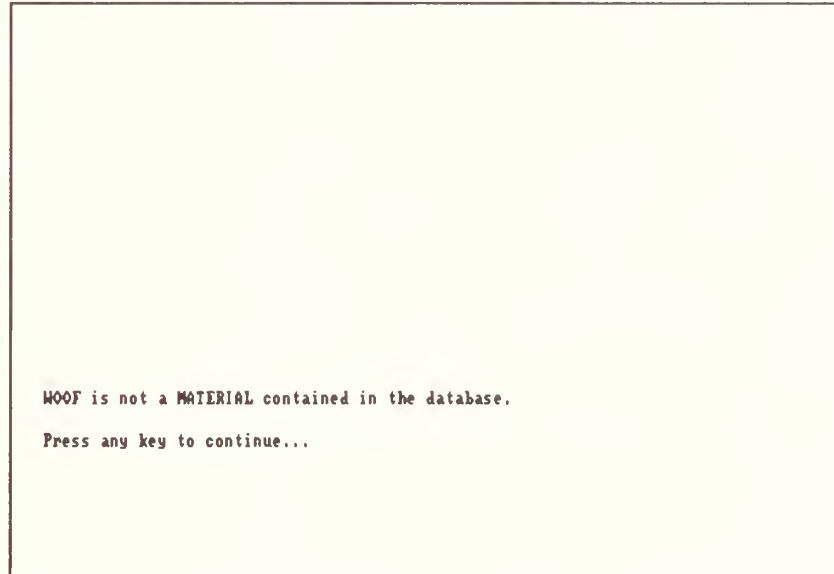 WOOF is not a MATERIAL contained in the database.
Press any key to continue...